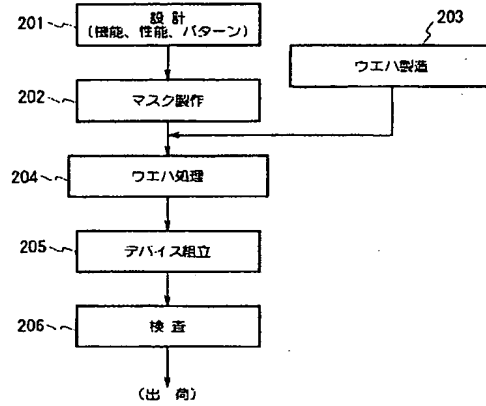 201
設 計
(機能、性能、パターン)
203
ウエハ製造
202
マスク製作
204
ウエハ処理
205
デバイス組立
206
検 査
(出 荷)